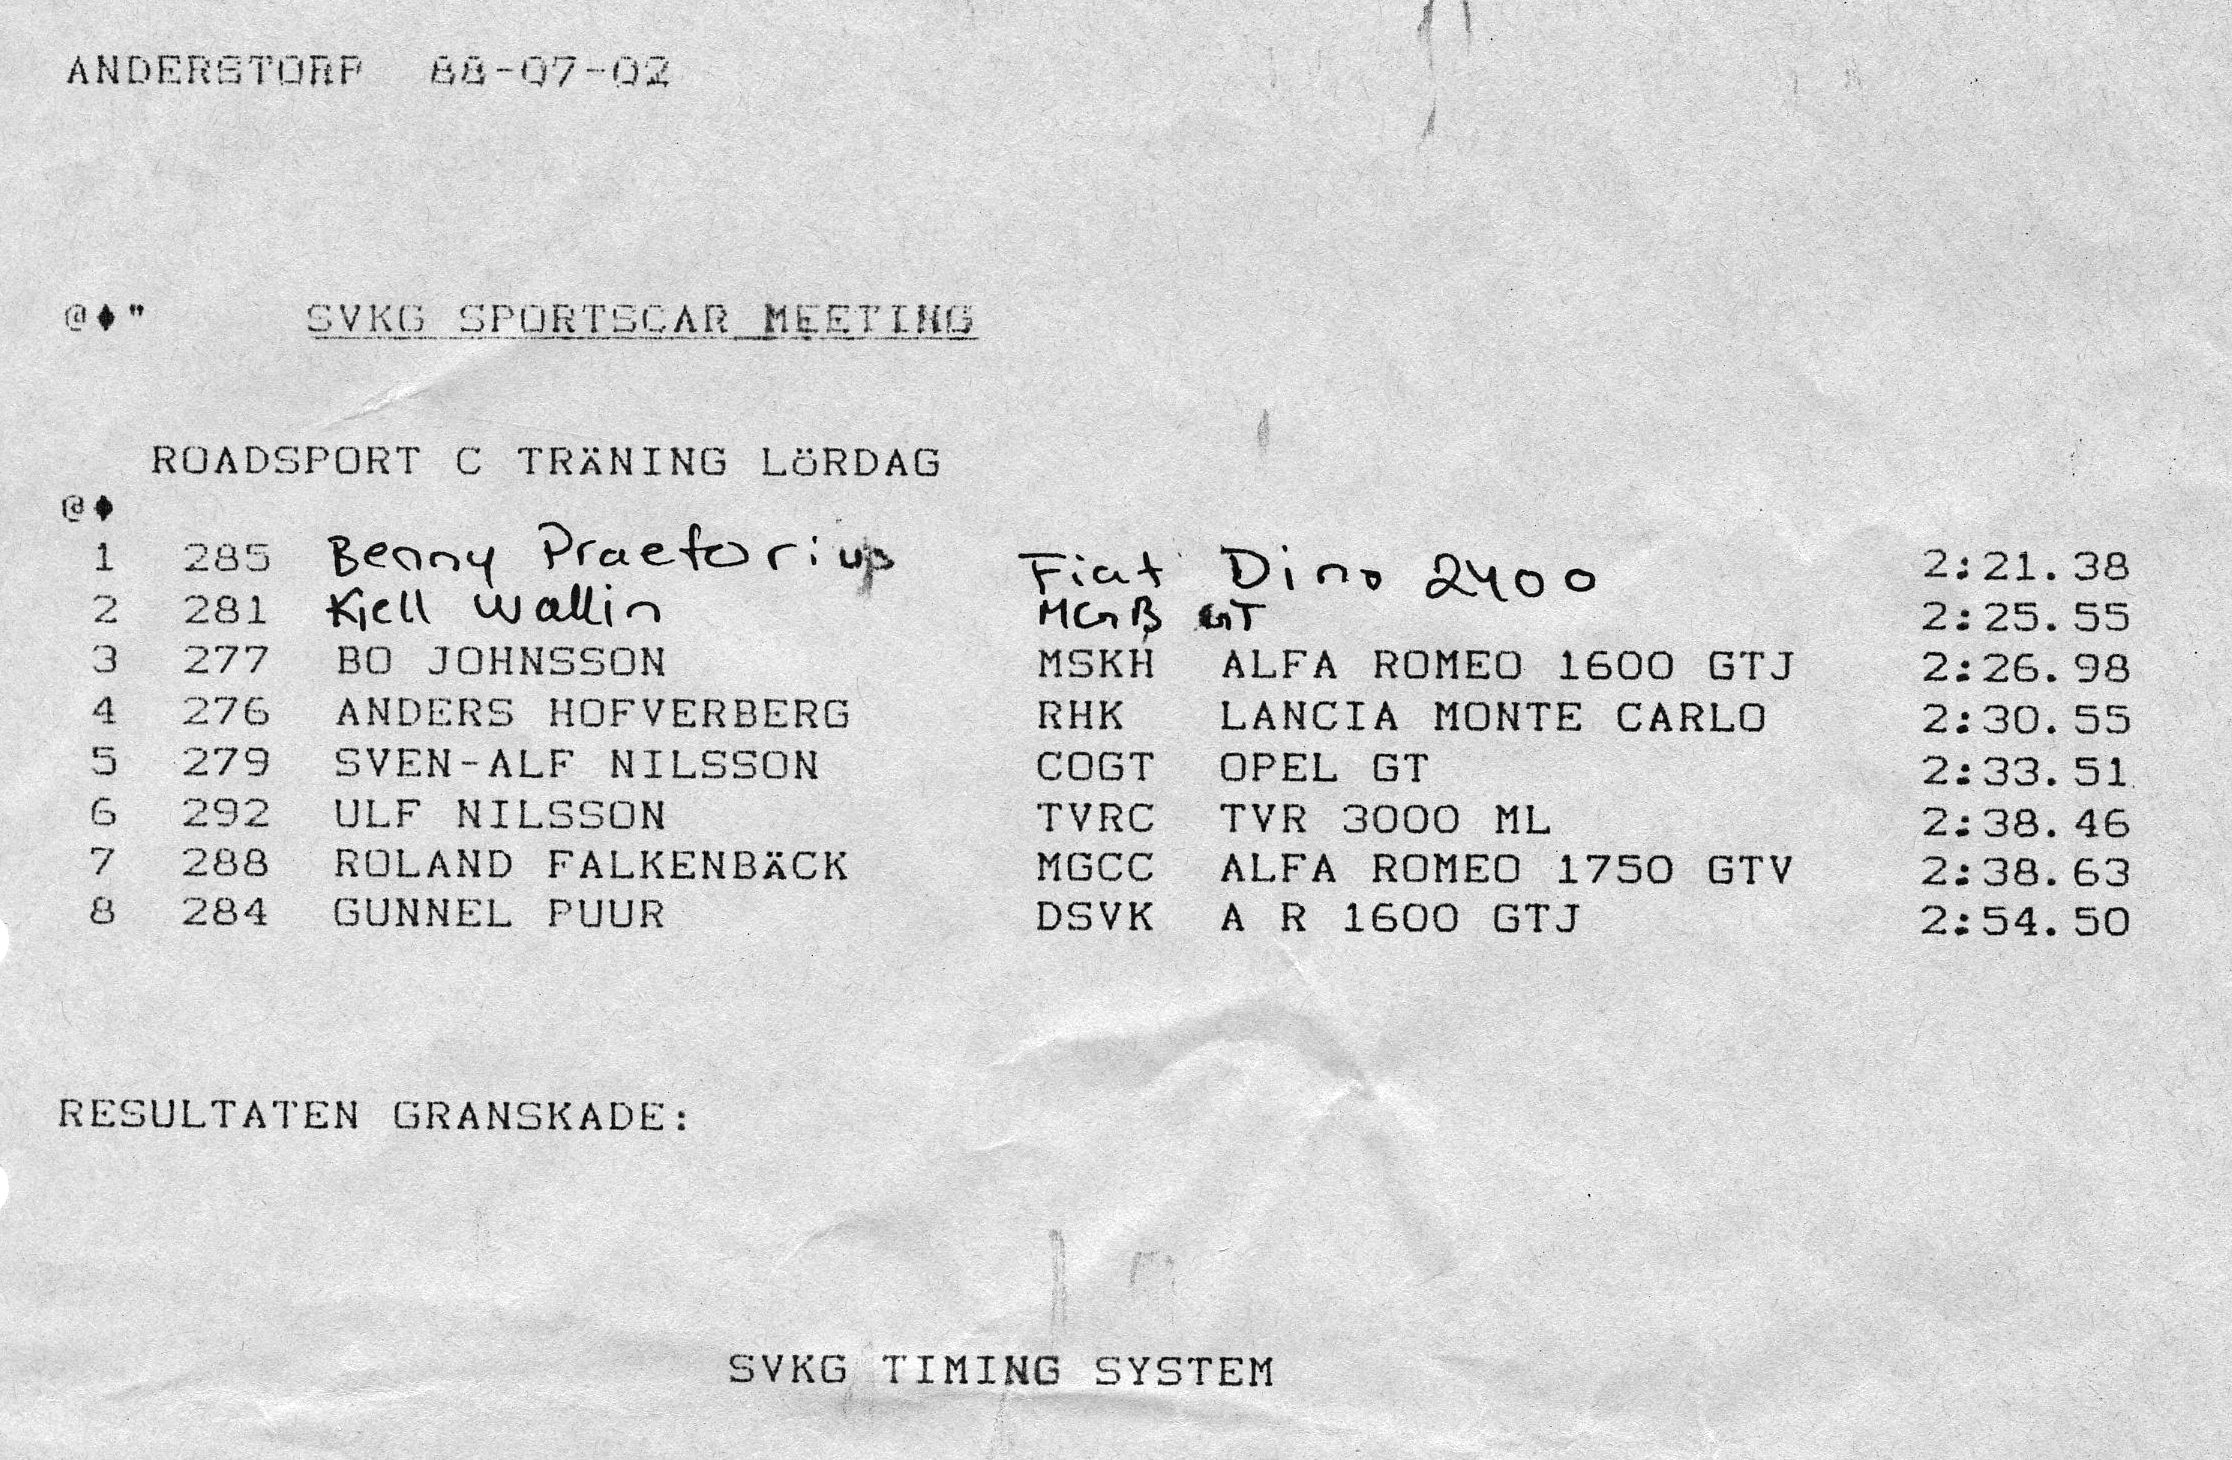 ANDERSTORP 88-07-02
@♦" SVKG SPORTSCAR MEETING
ROADSPORT C TRÄNING LÖRDAG
@♦
1 285 Benny Praetorius Fiat Dino 2400 2:21.38
2 281 Kjell Wallin MGB GT 2:25.55
3 277 BO JOHNSSON MSKH ALFA ROMEO 1600 GTJ 2:26.98
4 276 ANDERS HOFVERBERG RHK LANCIA MONTE CARLO 2:30.55
5 279 SVEN-ALF NILSSON COGT OPEL GT 2:33.51
6 292 ULF NILSSON TVRC TVR 3000 ML 2:38.46
7 288 ROLAND FALKENBÄCK MGCC ALFA ROMEO 1750 GTV 2:38.63
8 284 GUNNEL PUUR DSVK A R 1600 GTJ 2:54.50
RESULTATEN GRANSKADE:
SVKG TIMING SYSTEM